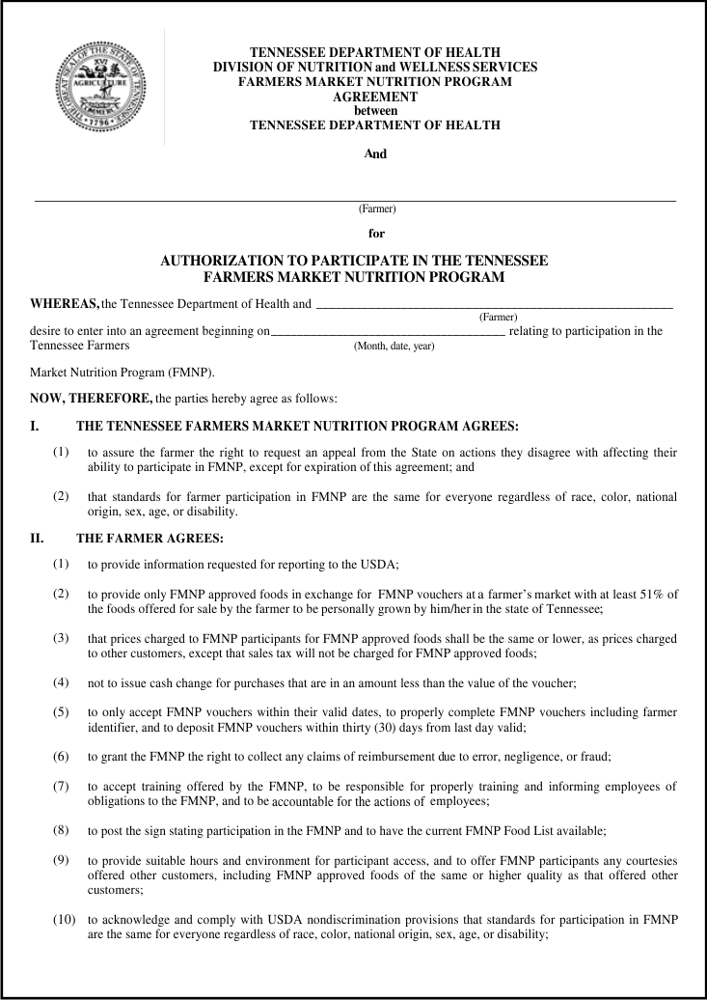 THE GREAT SEAL OF THE STATE OF TENNESSEE
XVI
AGRICULTURE
COMMERCE
1796
TENNESSEE DEPARTMENT OF HEALTH
DIVISION OF NUTRITION and WELLNESS SERVICES
FARMERS MARKET NUTRITION PROGRAM
AGREEMENT
between
TENNESSEE DEPARTMENT OF HEALTH
And
(Farmer)
for
AUTHORIZATION TO PARTICIPATE IN THE TENNESSEE
FARMERS MARKET NUTRITION PROGRAM
WHEREAS, the Tennessee Department of Health and ______________________________________________________
(Farmer)
desire to enter into an agreement beginning on____________________________________ relating to participation in the
Tennessee Farmers (Month, date, year)
Market Nutrition Program (FMNP).
NOW, THEREFORE, the parties hereby agree as follows:
I. THE TENNESSEE FARMERS MARKET NUTRITION PROGRAM AGREES:
(1) to assure the farmer the right to request an appeal from the State on actions they disagree with affecting their
ability to participate in FMNP, except for expiration of this agreement; and
(2) that standards for farmer participation in FMNP are the same for everyone regardless of race, color, national
origin, sex, age, or disability.
II. THE FARMER AGREES:
(1) to provide information requested for reporting to the USDA;
(2) to provide only FMNP approved foods in exchange for FMNP vouchers at a farmer's market with at least 51% of
the foods offered for sale by the farmer to be personally grown by him/her in the state of Tennessee;
(3) that prices charged to FMNP participants for FMNP approved foods shall be the same or lower, as prices charged
to other customers, except that sales tax will not be charged for FMNP approved foods;
(4) not to issue cash change for purchases that are in an amount less than the value of the voucher;
(5) to only accept FMNP vouchers within their valid dates, to properly complete FMNP vouchers including farmer
identifier, and to deposit FMNP vouchers within thirty (30) days from last day valid;
(6) to grant the FMNP the right to collect any claims of reimbursement due to error, negligence, or fraud;
(7) to accept training offered by the FMNP, to be responsible for properly training and informing employees of
obligations to the FMNP, and to be accountable for the actions of employees;
(8) to post the sign stating participation in the FMNP and to have the current FMNP Food List available;
(9) to provide suitable hours and environment for participant access, and to offer FMNP participants any courtesies
offered other customers, including FMNP approved foods of the same or higher quality as that offered other
customers;
(10) to acknowledge and comply with USDA nondiscrimination provisions that standards for participation in FMNP
are the same for everyone regardless of race, color, national origin, sex, age, or disability;